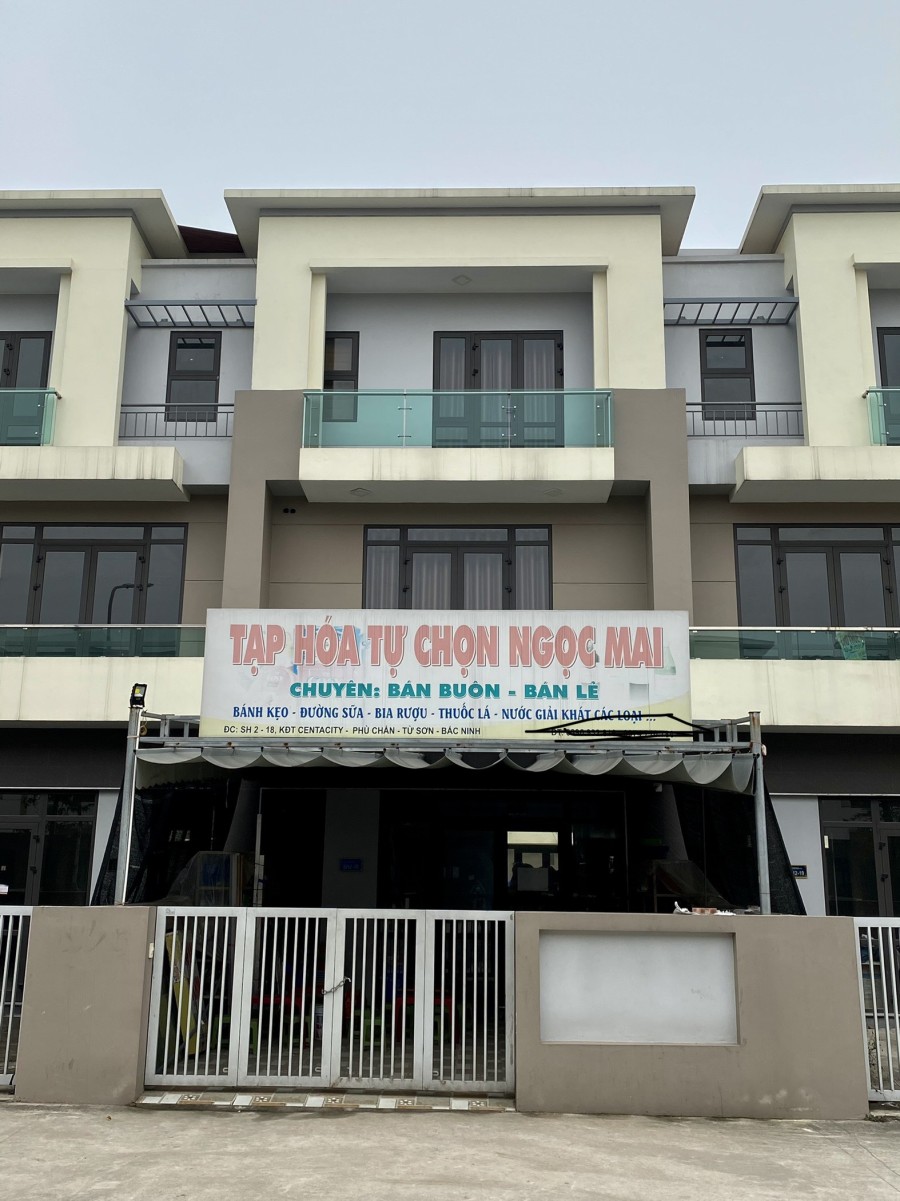 TẠP HÓA TỰ CHỌN NGỌC MAI
CHUYÊN: BÁN BUÔN - BÁN LẺ
BÁNH KẸO - ĐƯỜNG SỮA - BIA RƯỢU - THUỐC LÁ - NƯỚC GIẢI KHÁT CÁC LOẠI ...
ĐC: SH 2 - 18, KĐT CENTACITY - PHÙ CHẨN - TỪ SƠN - BẮC NINH